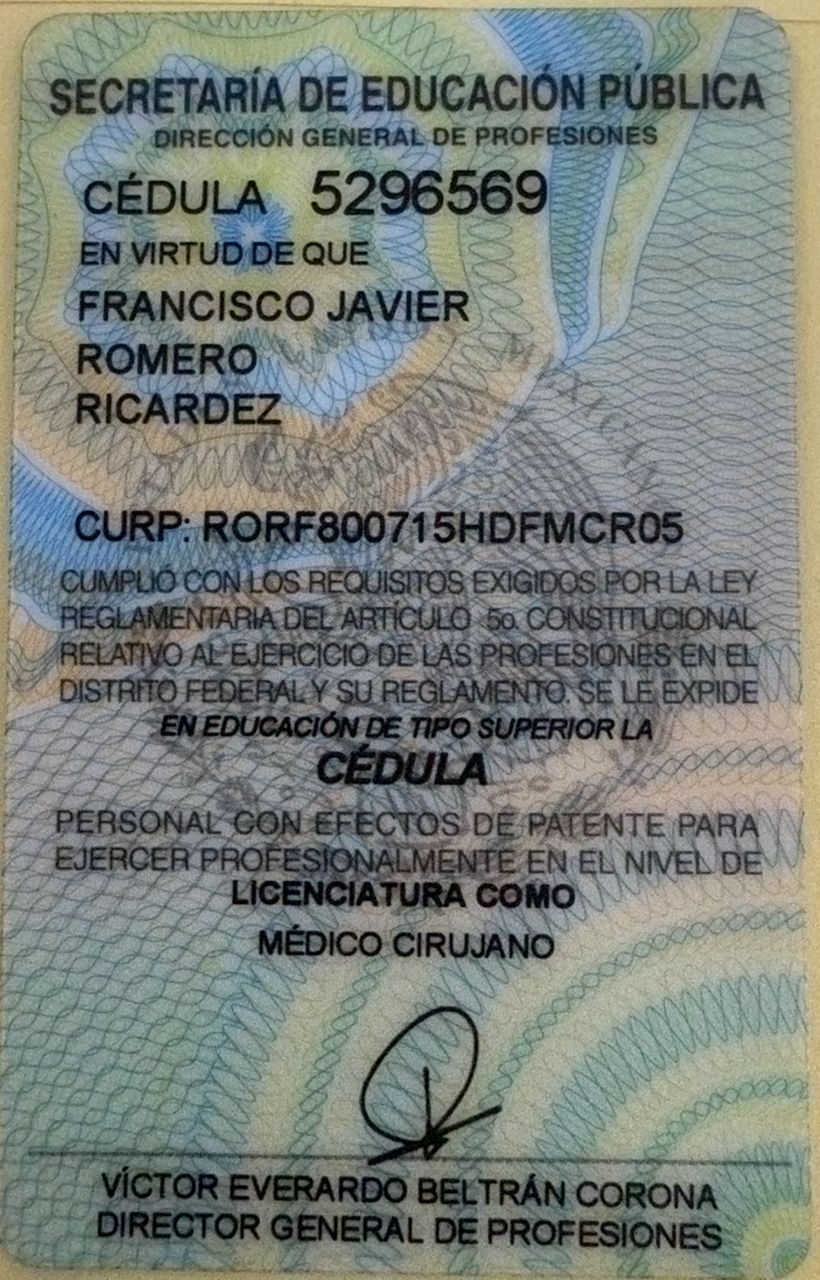 SECRETARÍA DE EDUCACIÓN PÚBLICA
DIRECCIÓN GENERAL DE PROFESIONES
CÉDULA 5296569
EN VIRTUD DE QUE
FRANCISCO JAVIER
ROMERO
RICARDEZ
CURP: RORF800715HDFMCR05
CUMPLIÓ CON LOS REQUISITOS EXIGIDOS POR LA LEY
REGLAMENTARIA DEL ARTÍCULO 5o. CONSTITUCIONAL
RELATIVO AL EJERCICIO DE LAS PROFESIONES EN EL
DISTRITO FEDERAL Y SU REGLAMENTO. SE LE EXPIDE
EN EDUCACIÓN DE TIPO SUPERIOR LA
CÉDULA
PERSONAL CON EFECTOS DE PATENTE PARA
EJERCER PROFESIONALMENTE EN EL NIVEL DE
LICENCIATURA COMO
MÉDICO CIRUJANO
VÍCTOR EVERARDO BELTRÁN CORONA
DIRECTOR GENERAL DE PROFESIONES